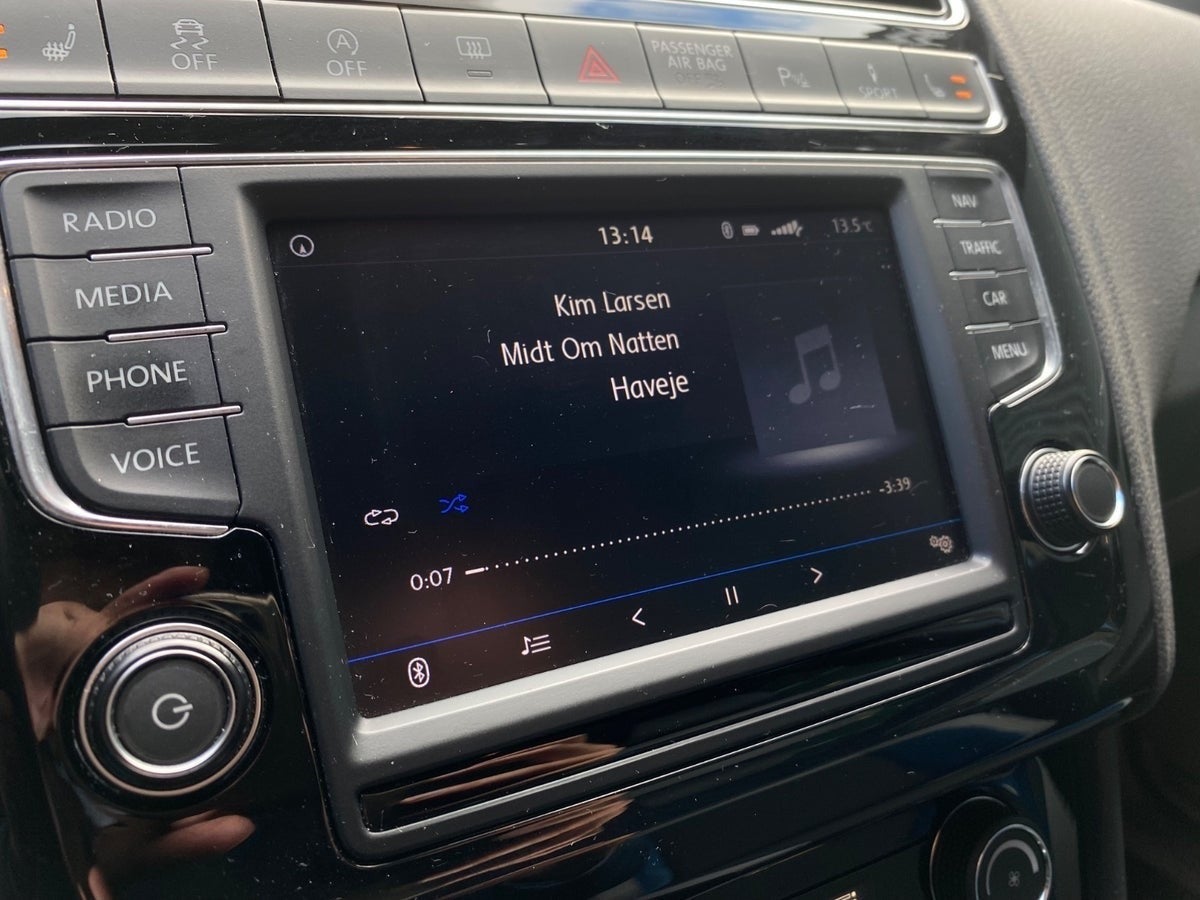 OFF
OFF
PASSENGER
AIR BAG
OFF
P
SPORT
RADIO
MEDIA
PHONE
VOICE
13:14
13.5°C
Kim Larsen
Midt Om Natten
Haveje
0:07
-3:39
NAV
TRAFFIC
CAR
MENU